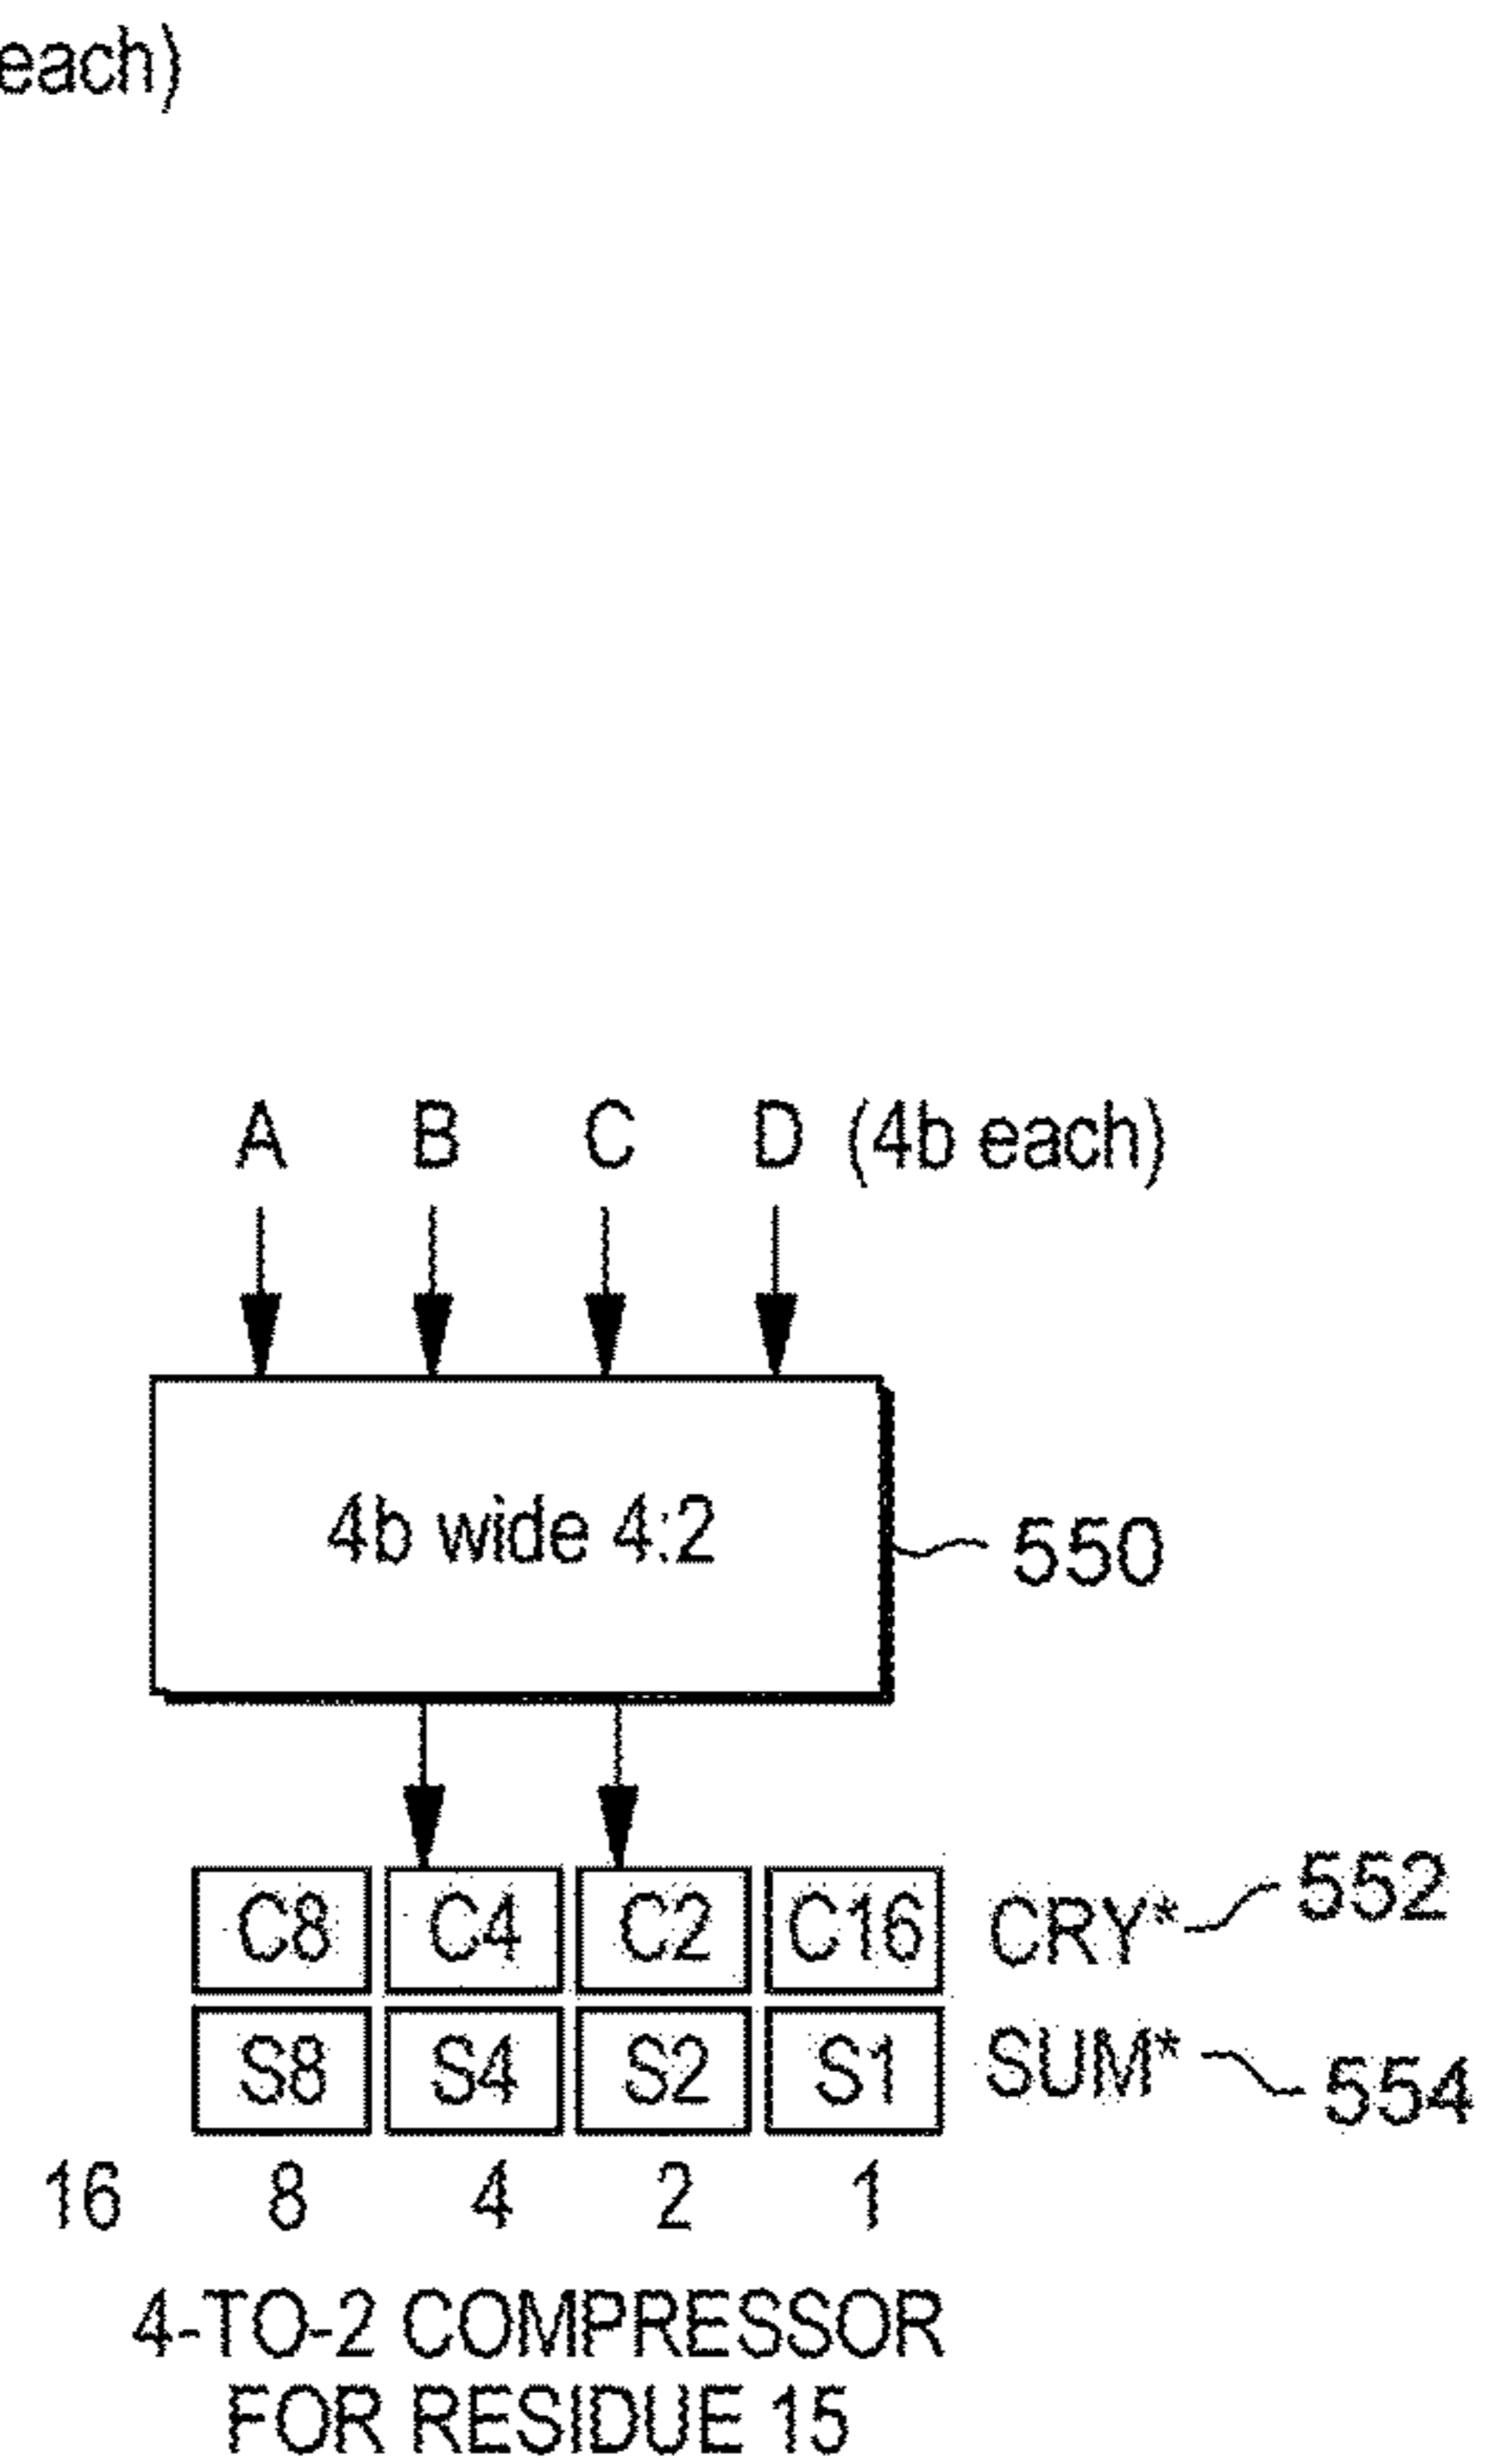 each)
A B C D (4b each)
4b wide 4:2
550
C8 C4 C2 C16 CRY* 552
S8 S4 S2 S1 SUM* 554
16 8 4 2 1
4-TO-2 COMPRESSOR
FOR RESIDUE 15